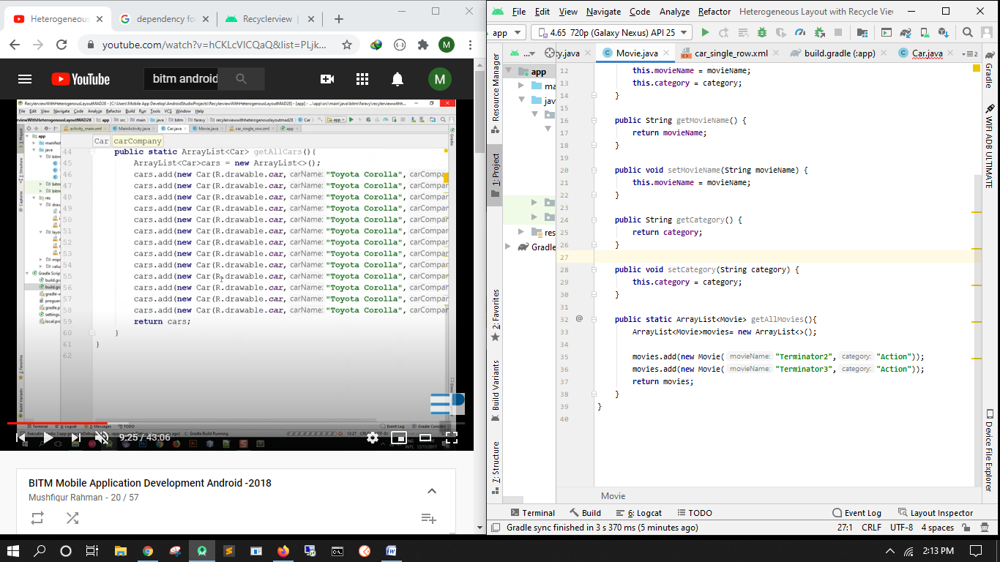 Heterogeneous
dependency fo
Recyclerview |
youtube.com/watch?v=hCKLcVICQaQ&list=PLjk...
M
YouTube
bitm android
M
Car carCompany
44 public static ArrayList<Car> getAllCars(){
45 ArrayList<Car>cars = new ArrayList<>();
46 cars.add(new Car(R.drawable.car, carName: "Toyota Corolla", carCompar
47 cars.add(new Car(R.drawable.car, carName: "Toyota Corolla", carCompar
48 cars.add(new Car(R.drawable.car, carName: "Toyota Corolla", carCompar
49 cars.add(new Car(R.drawable.car, carName: "Toyota Corolla", carCompar
50 cars.add(new Car(R.drawable.car, carName: "Toyota Corolla", carCompar
51 cars.add(new Car(R.drawable.car, carName: "Toyota Corolla", carCompar
52 cars.add(new Car(R.drawable.car, carName: "Toyota Corolla", carCompar
53 cars.add(new Car(R.drawable.car, carName: "Toyota Corolla", carCompar
54 cars.add(new Car(R.drawable.car, carName: "Toyota Corolla", carCompar
55 cars.add(new Car(R.drawable.car, carName: "Toyota Corolla", carCompar
56 cars.add(new Car(R.drawable.car, carName: "Toyota Corolla", carCompar
57 cars.add(new Car(R.drawable.car, carName: "Toyota Corolla", carCompar
58 cars.add(new Car(R.drawable.car, carName: "Toyota Corolla", carCompar
59 return cars;
60 }
61 }
62
9:25 / 43:06
BITM Mobile Application Development Android -2018
Mushfiqur Rahman - 20 / 57
File Edit View Navigate Code Analyze Refactor Heterogeneous Layout with Recycle Viev
app 4.65 720p (Galaxy Nexus) API 25
... ty.java Movie.java car_single_row.xml build.gradle (:app) Car.java
Resource Manager
1: Project
2: Favorites
Build Variants
7: Structure
app
ma
jav
res
Gradle
12 this.movieName = movieName;
13 this.category = category;
14 }
15
16 public String getMovieName() {
17 return movieName;
18 }
19
20 public void setMovieName(String movieName) {
21 this.movieName = movieName;
22 }
23
24 public String getCategory() {
25 return category;
26 }
27
28 public void setCategory(String category) {
29 this.category = category;
30 }
31
32 @ public static ArrayList<Movie> getAllMovies(){
33 ArrayList<Movie>movies= new ArrayList<>();
34
35 movies.add(new Movie( movieName: "Terminator2", category: "Action"));
36 movies.add(new Movie( movieName: "Terminator3", category: "Action"));
37 return movies;
38 }
39 }
40
Movie
Gradle
WIFI ADB ULTIMATE
Device File Explorer
Terminal Build 6: Logcat TODO Event Log Layout Inspector
Gradle sync finished in 3 s 370 ms (5 minutes ago) 27:1 CRLF UTF-8 4 spaces
2:13 PM